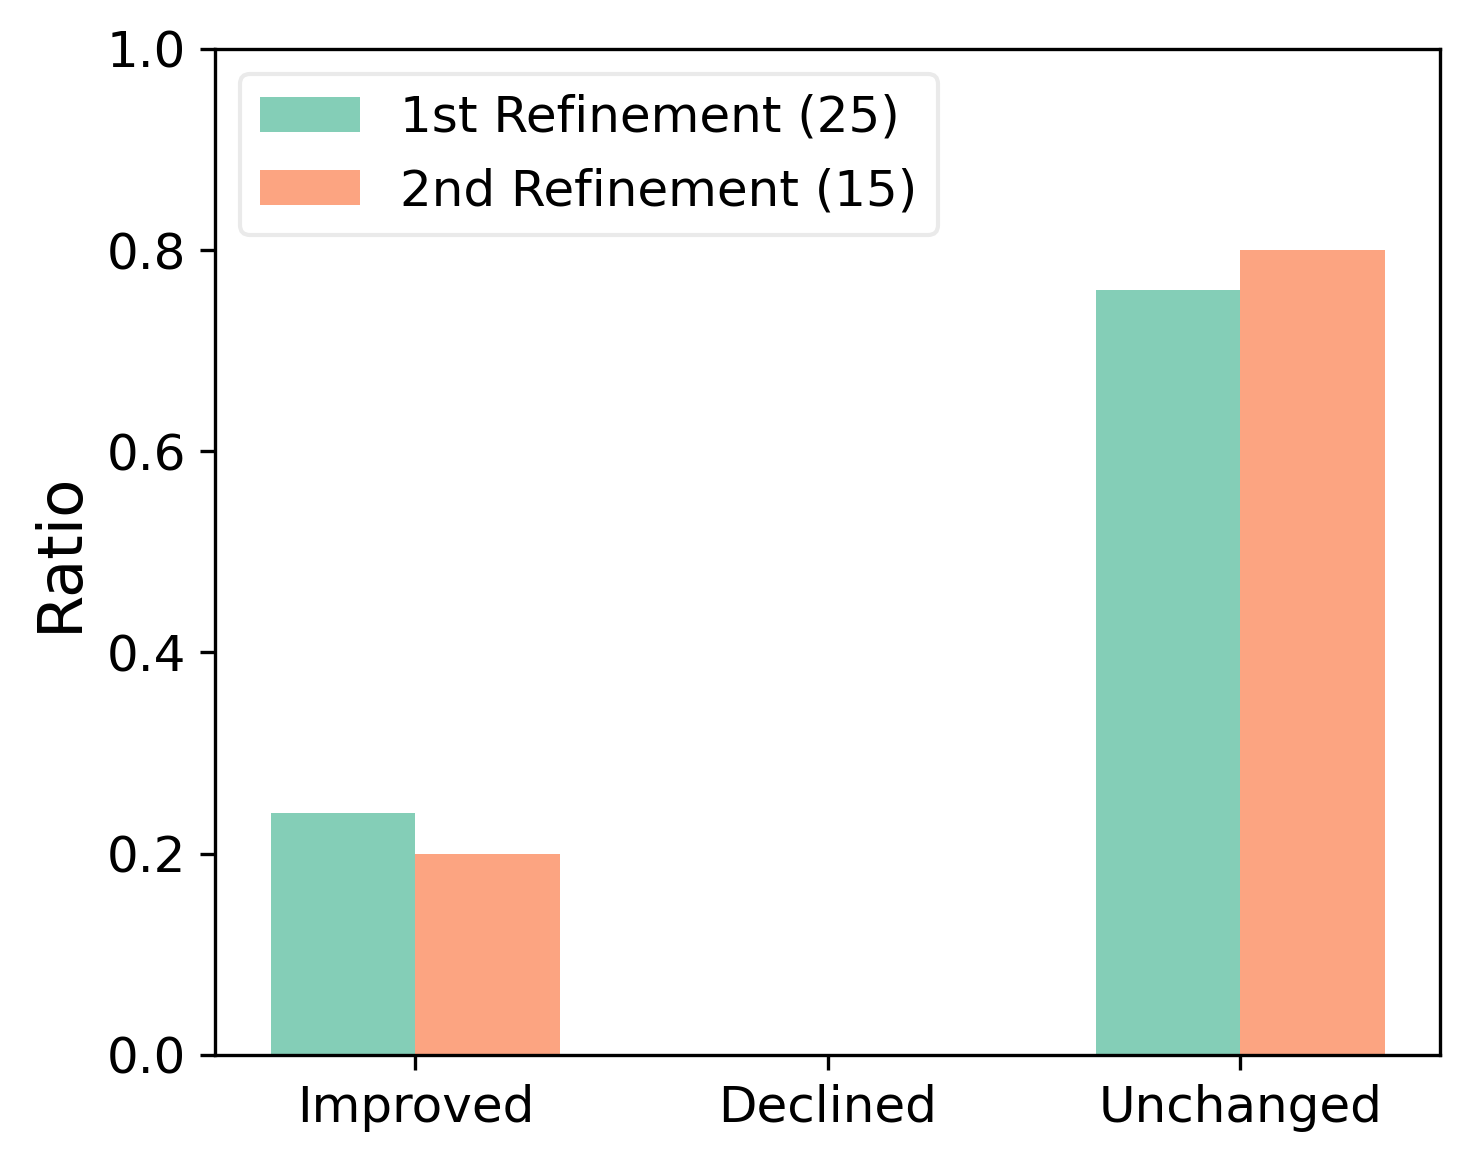 1.0
1st Refinement (25)
2nd Refinement (15)
0.8
0.6
Ratio
0.4
0.2
0.0
Improved Declined Unchanged